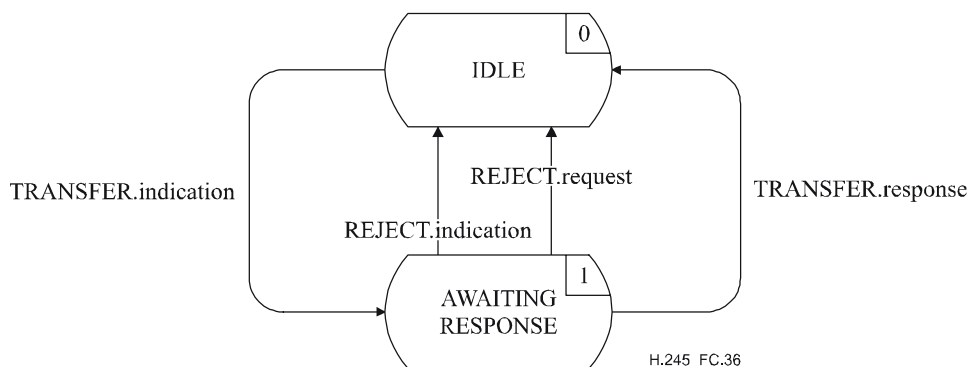 0
IDLE
TRANSFER.indication
REJECT.request
TRANSFER.response
REJECT.indication
1
AWAITING
RESPONSE
H.245 FC.36